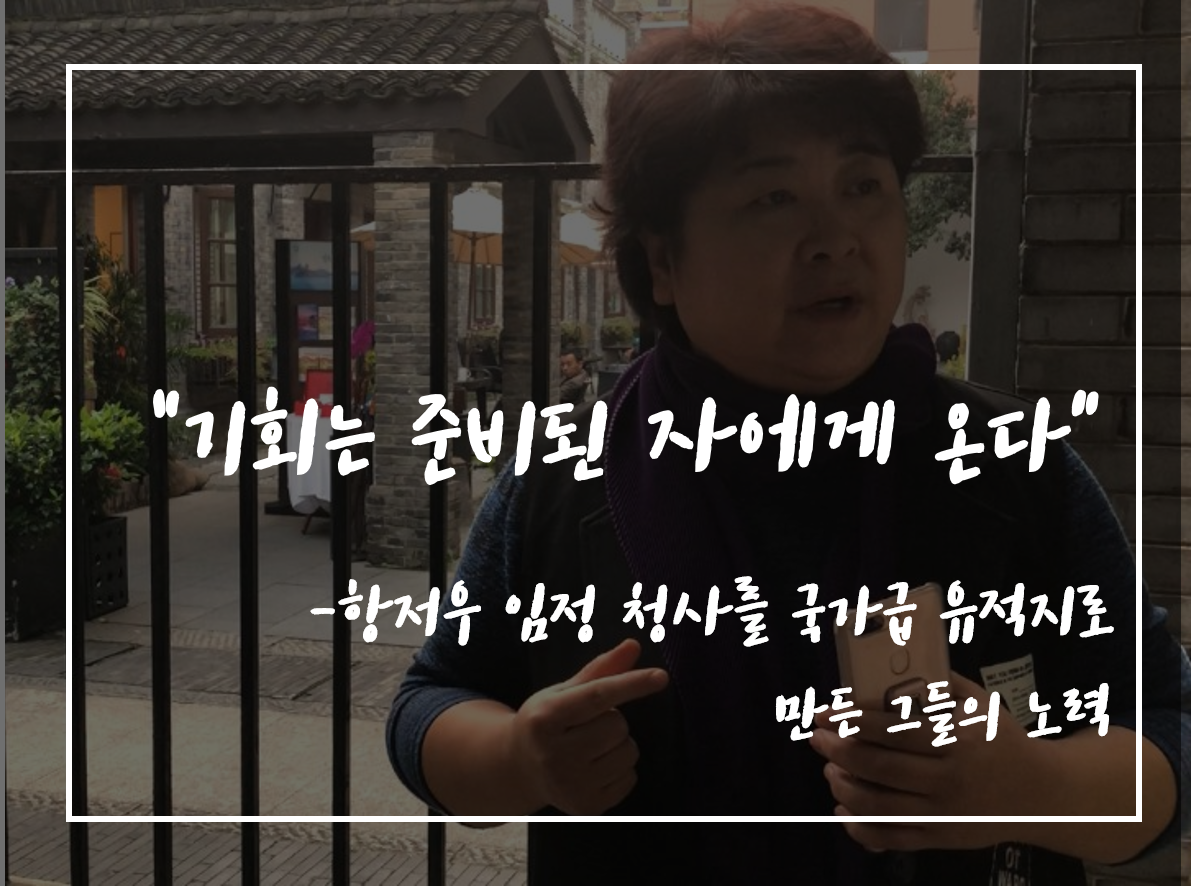 "기회는 준비된 자에게 온다"
-항저우 임정 청사를 국가급 유적지로
만든 그들의 노력